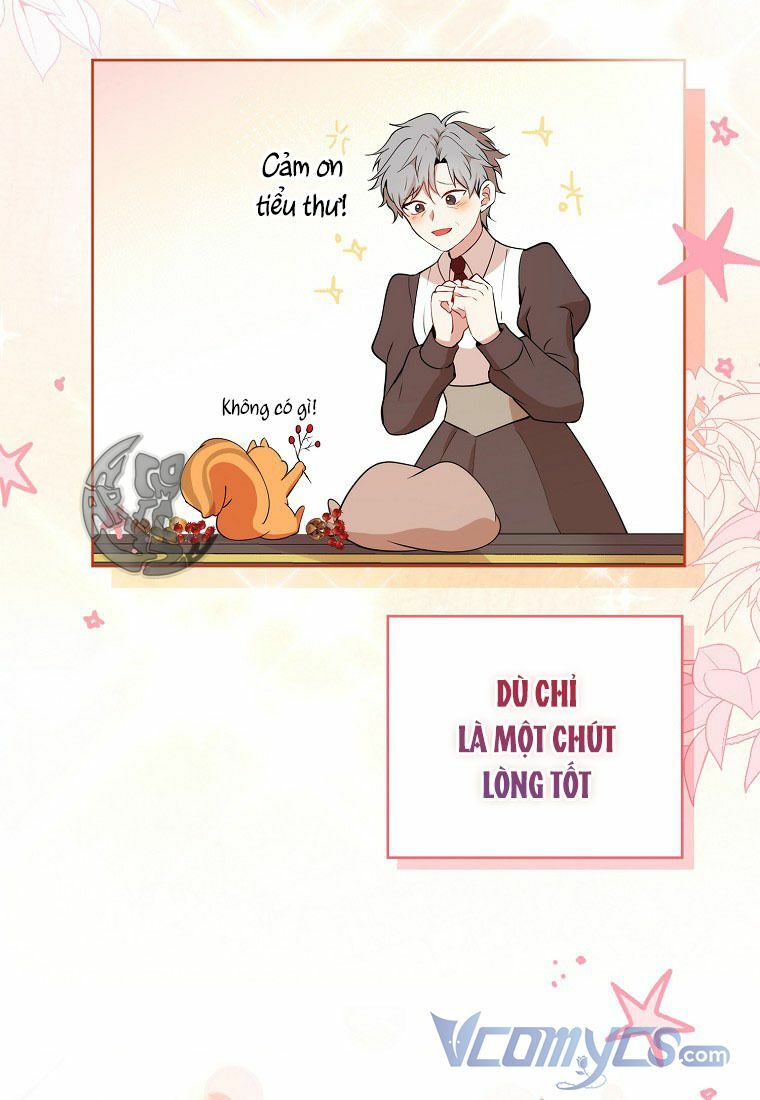 Cảm ơn
tiểu thư!
Không có gì!
DÙ CHỈ
LÀ MỘT CHÚT
LÒNG TỐT
VCOMYCS.com